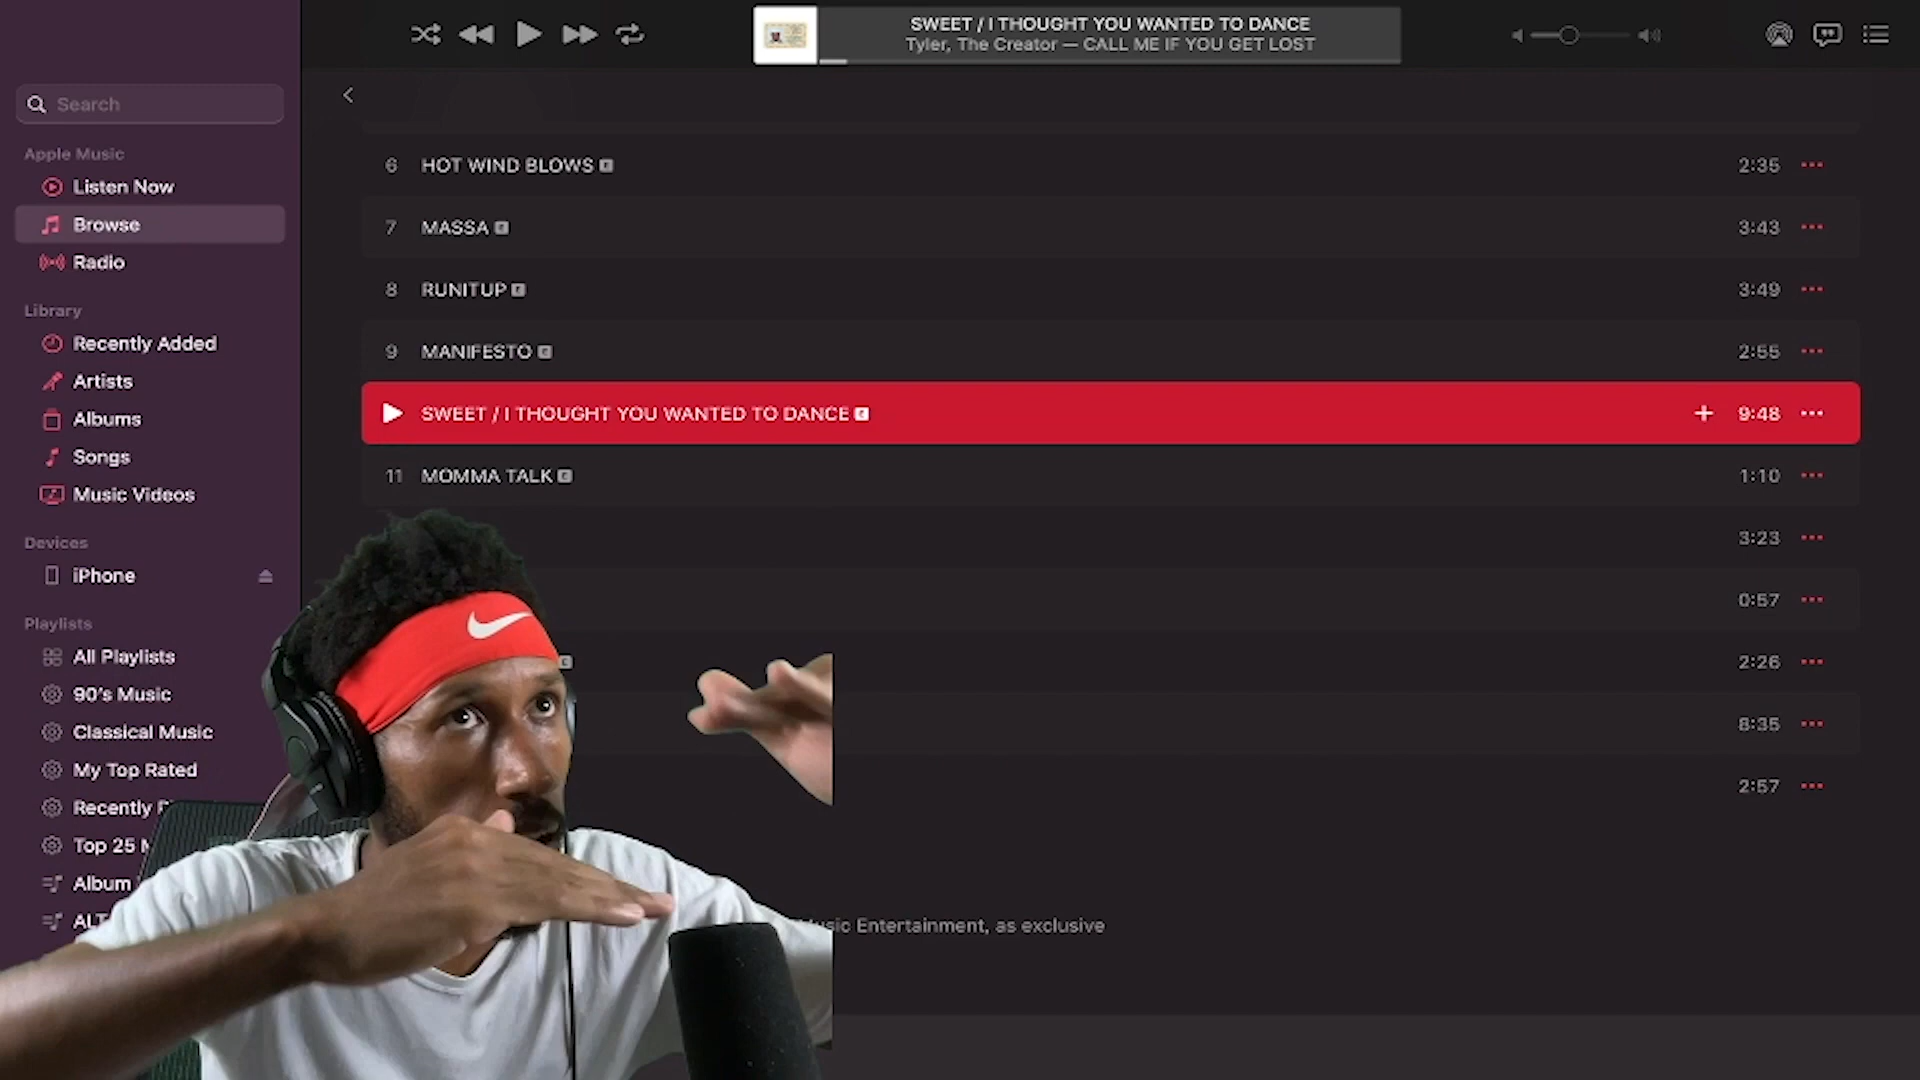 SWEET / I THOUGHT YOU WANTED TO DANCE
Tyler, The Creator — CALL ME IF YOU GET LOST
Search
Apple Music
Listen Now
Browse
Radio
Library
Recently Added
Artists
Albums
Songs
Music Videos
Devices
iPhone
Playlists
All Playlists
90's Music
Classical Music
My Top Rated
Recently
Top 25
Album
6 HOT WIND BLOWS E 2:35
7 MASSA E 3:43
8 RUNITUP E 3:49
9 MANIFESTO E 2:55
SWEET / I THOUGHT YOU WANTED TO DANCE E 9:48
11 MOMMA TALK E 1:10
3:23
0:57
E 2:26
8:35
2:57
Entertainment, as exclusive